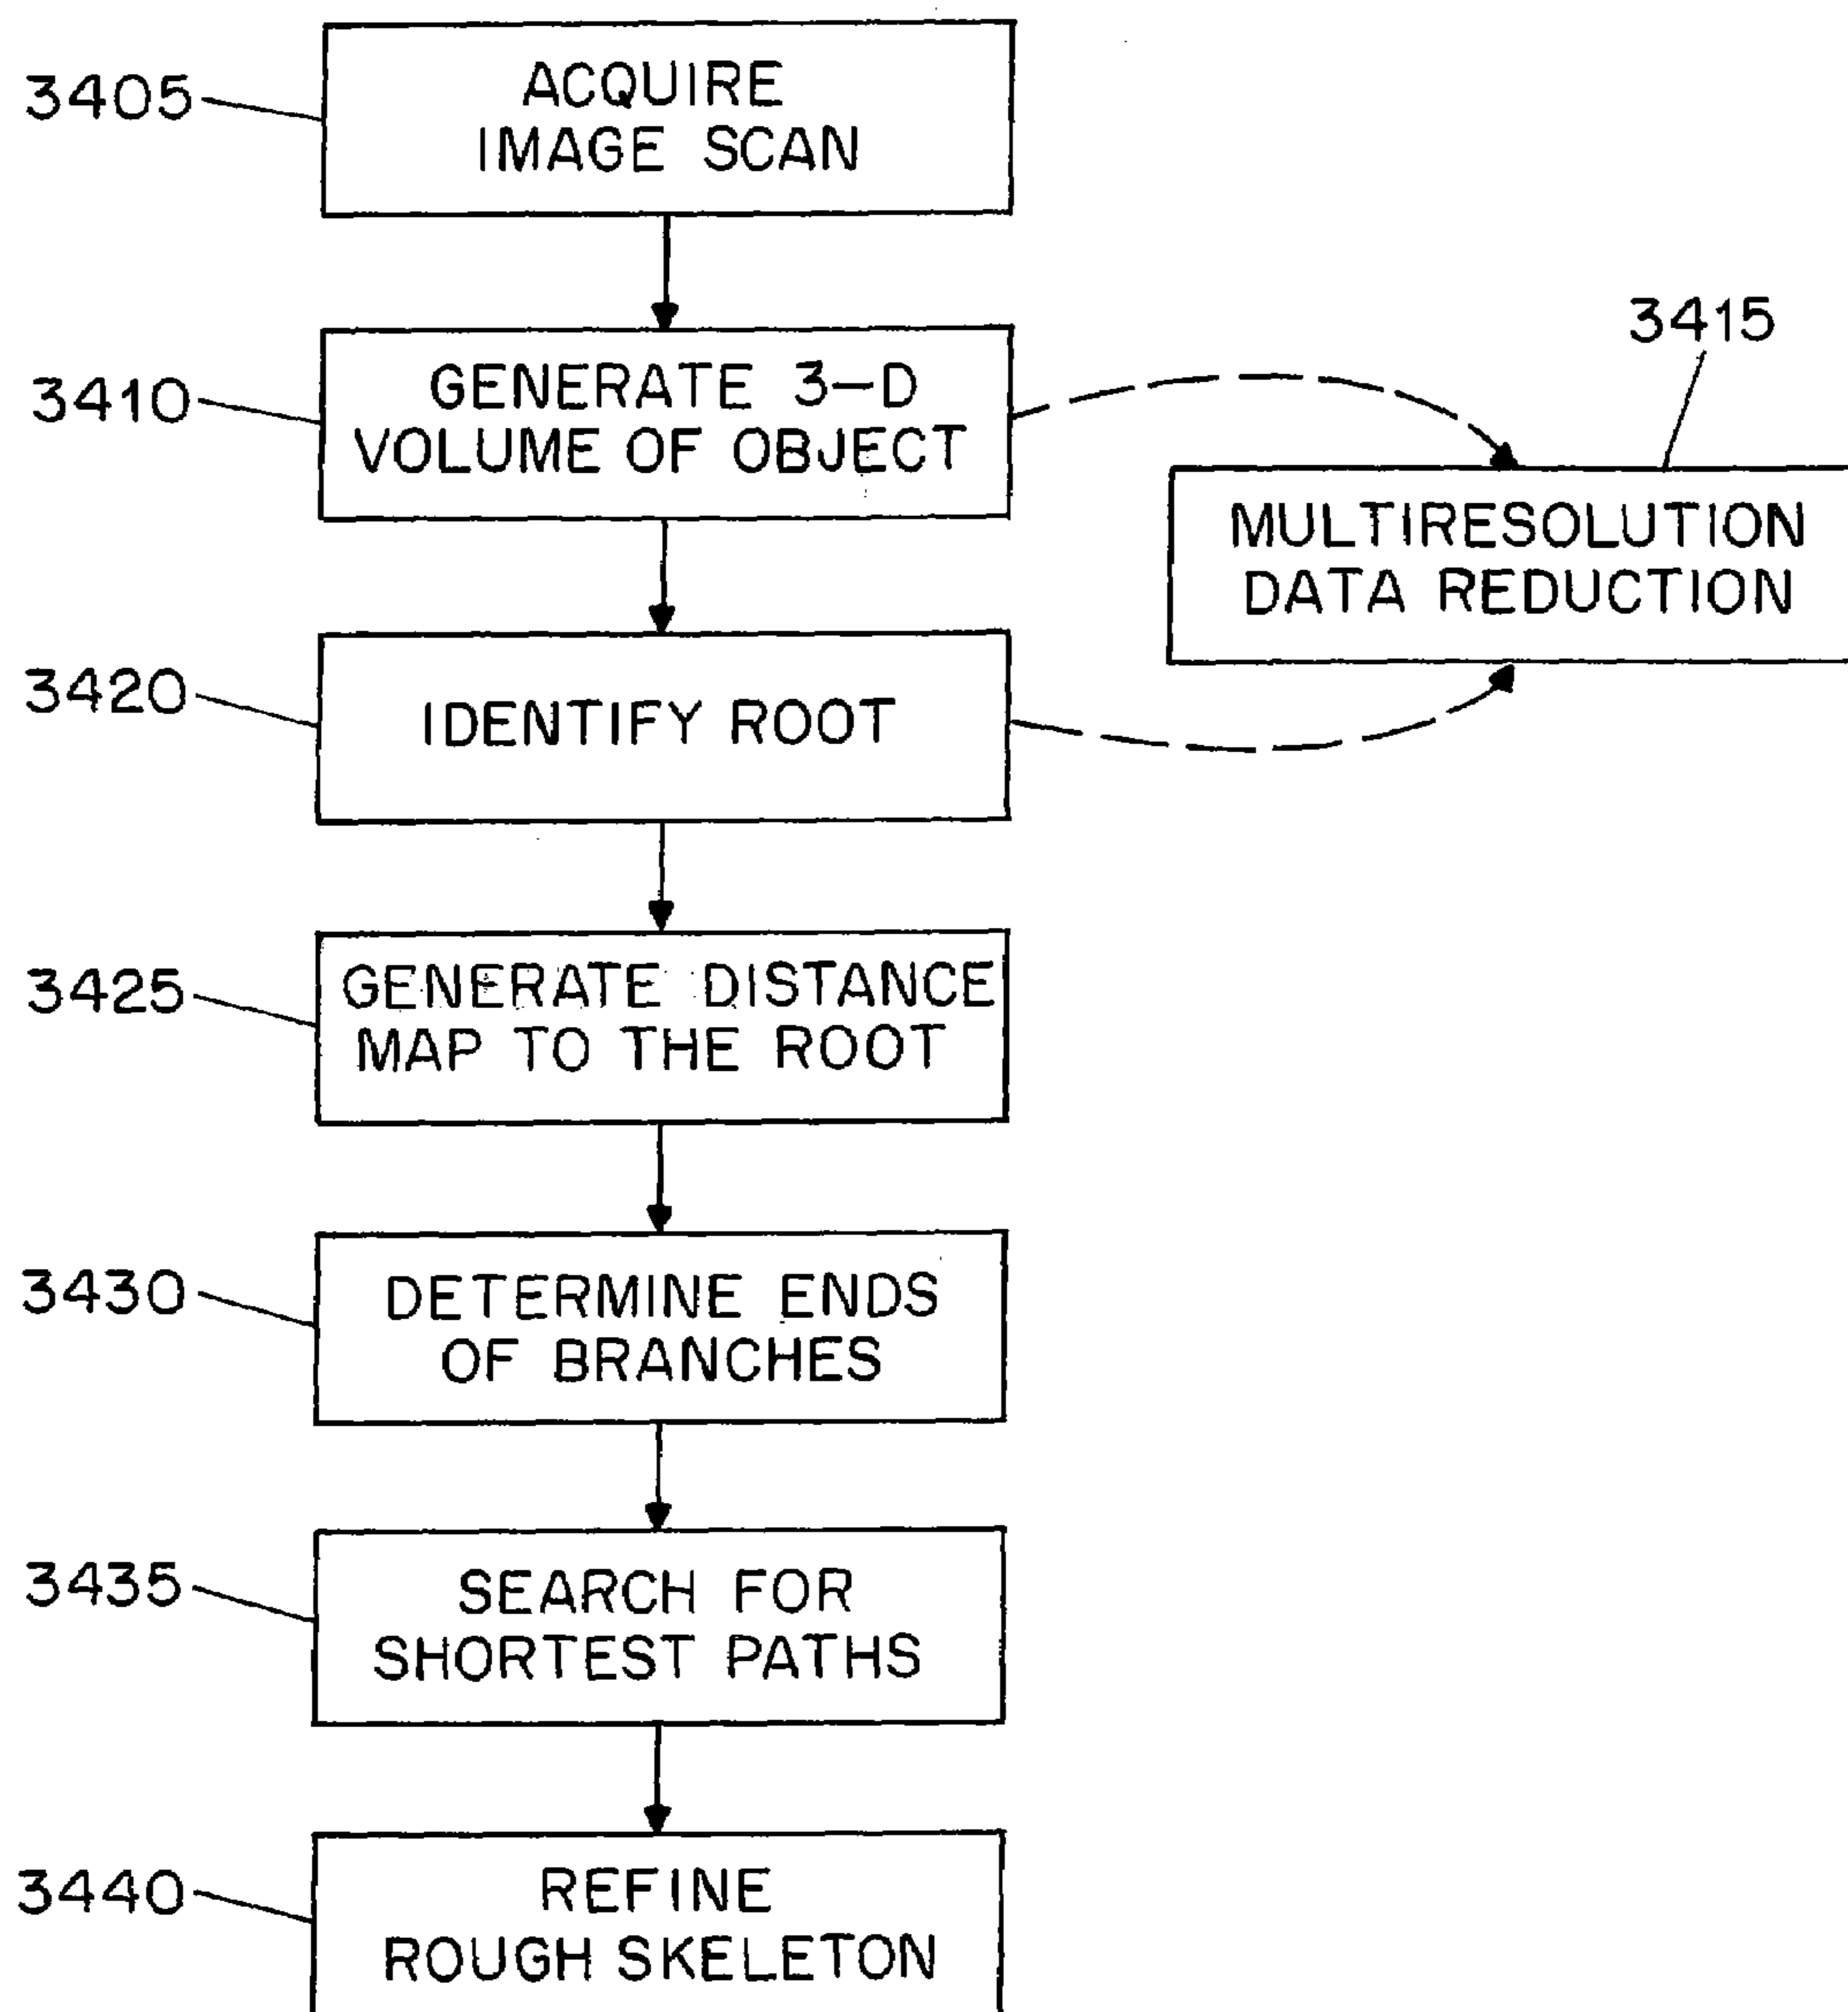 3405
ACQUIRE
IMAGE SCAN
3410
GENERATE 3-D
VOLUME OF OBJECT
3415
MULTIRESOLUTION
DATA REDUCTION
3420
IDENTIFY ROOT
3425
GENERATE DISTANCE
MAP TO THE ROOT
3430
DETERMINE ENDS
OF BRANCHES
3435
SEARCH FOR
SHORTEST PATHS
3440
REFINE
ROUGH SKELETON